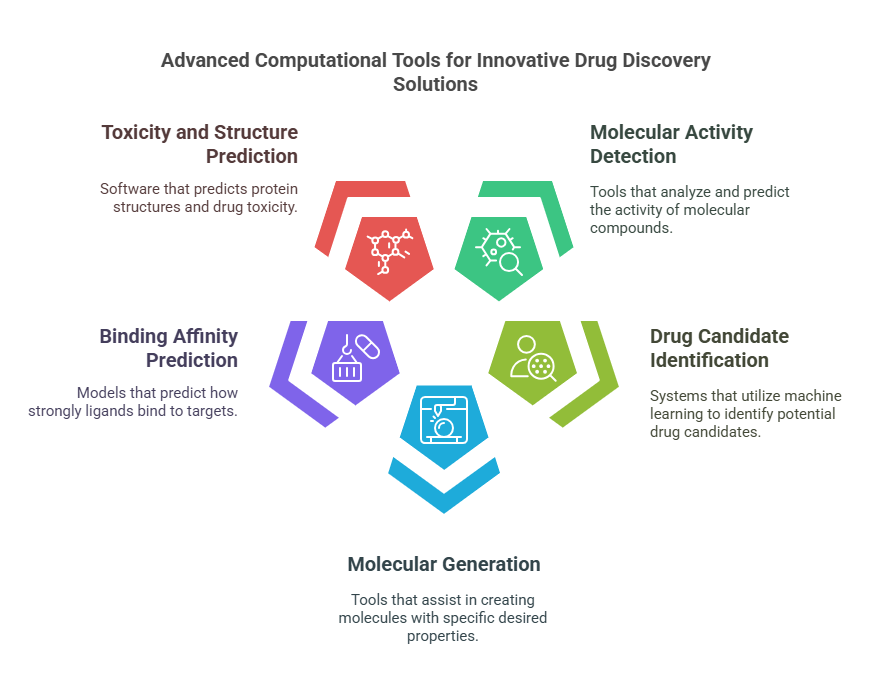 Advanced Computational Tools for Innovative Drug Discovery
Solutions
Toxicity and Structure
Prediction
Software that predicts protein
structures and drug toxicity.
Molecular Activity
Detection
Tools that analyze and predict
the activity of molecular
compounds.
Binding Affinity
Prediction
Models that predict how
strongly ligands bind to targets.
Drug Candidate
Identification
Systems that utilize machine
learning to identify potential
drug candidates.
Molecular Generation
Tools that assist in creating
molecules with specific desired
properties.